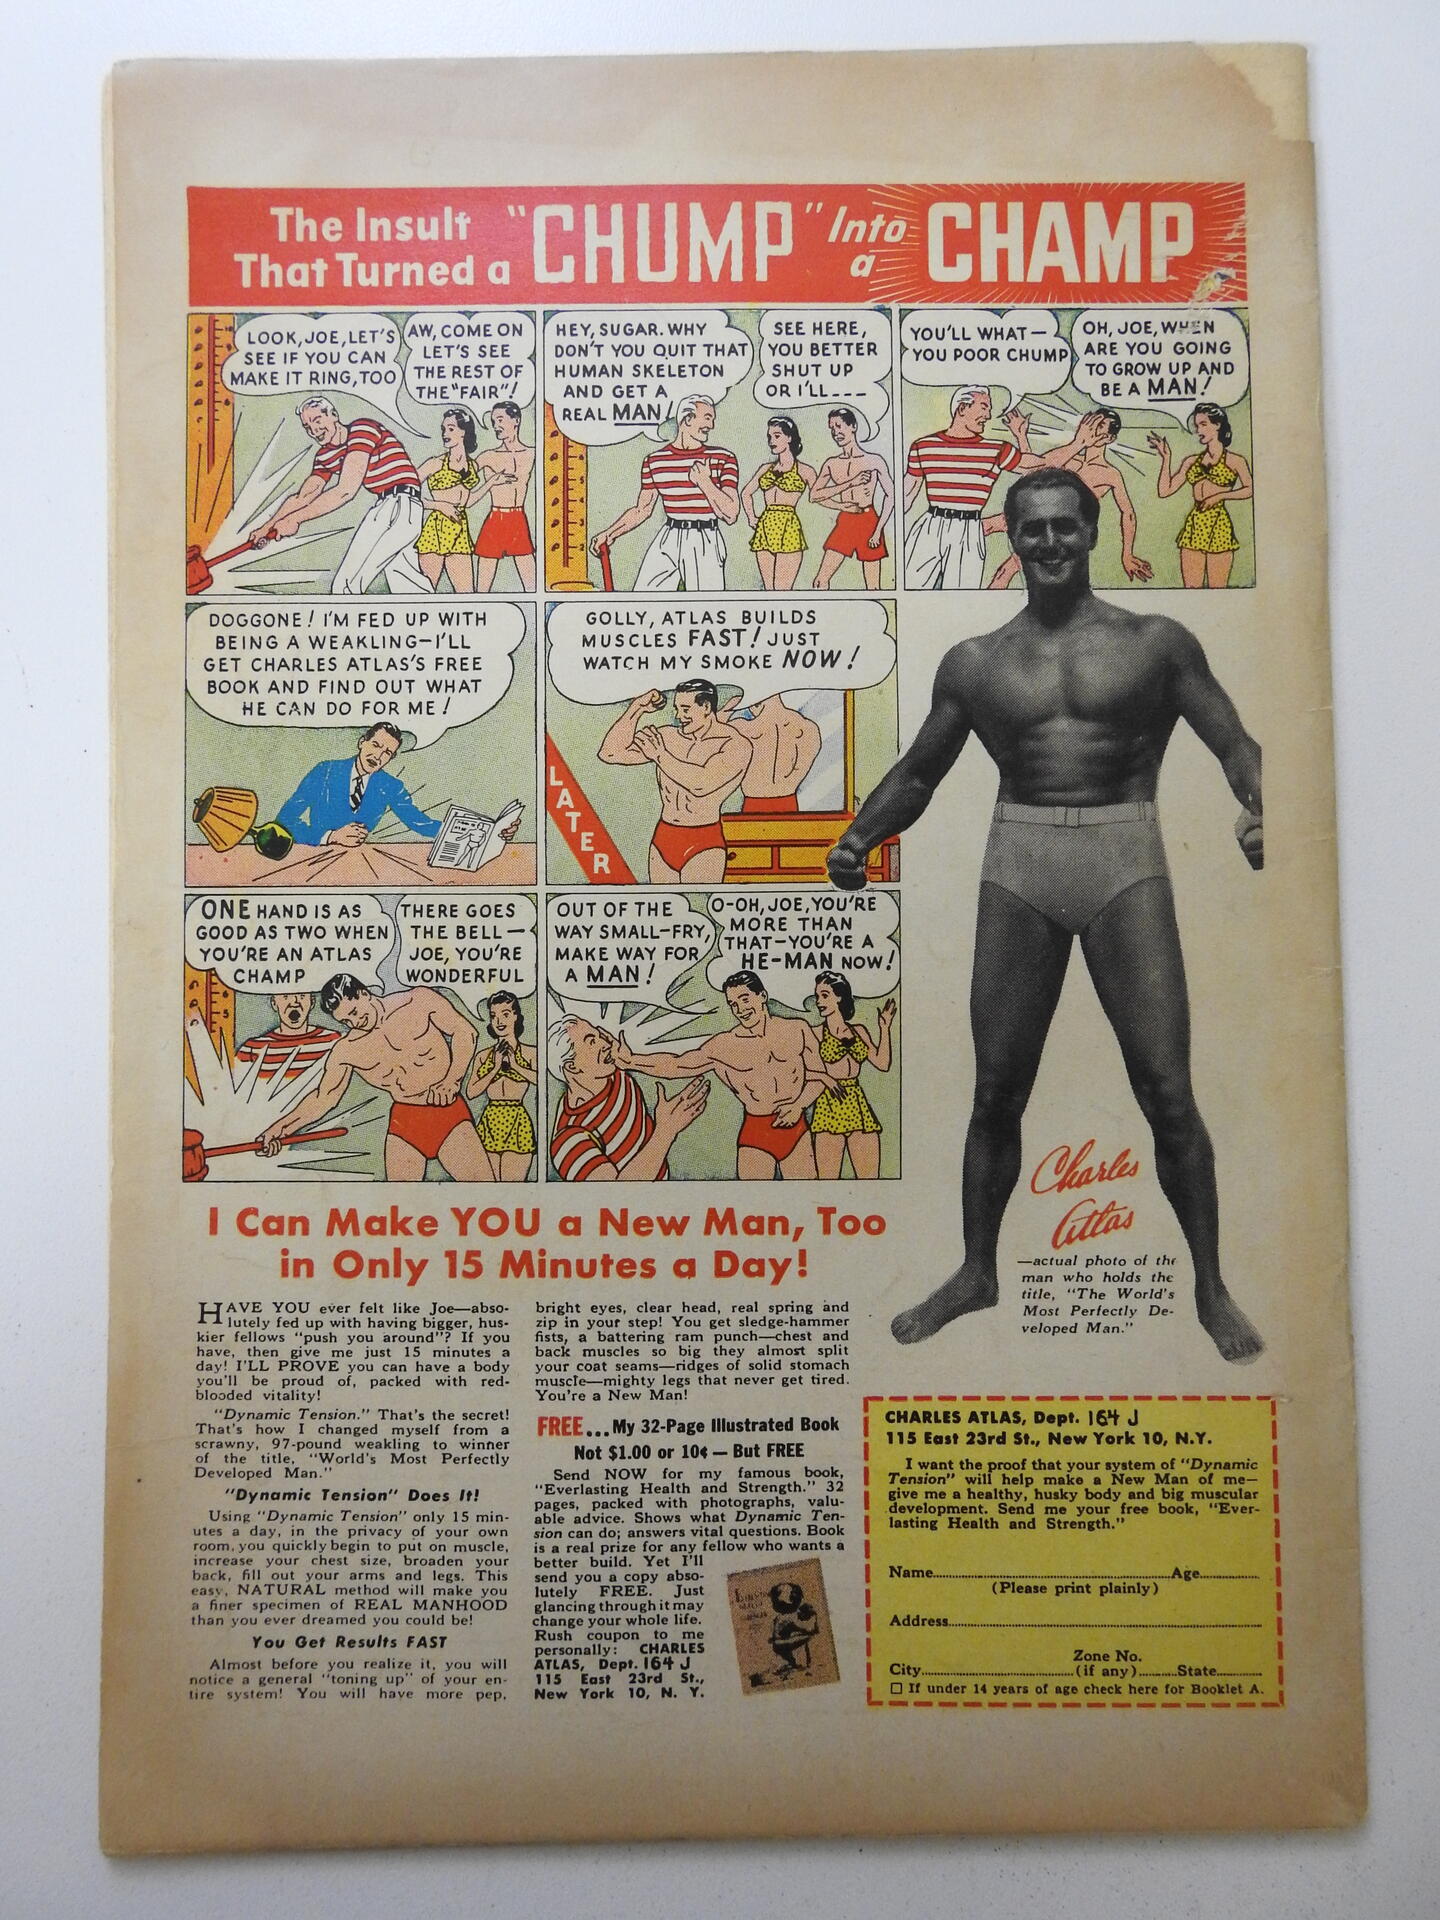 The Insult
That Turned a
"CHUMP"
Into
a
CHAMP
LOOK, JOE, LET'S
SEE IF YOU CAN
MAKE IT RING, TOO
AW, COME ON
LET'S SEE
THE REST OF
THE "FAIR"!
HEY, SUGAR. WHY
DON'T YOU QUIT THAT
HUMAN SKELETON
AND GET A
REAL MAN!
SEE HERE,
YOU BETTER
SHUT UP
OR I'LL---
YOU'LL WHAT—
YOU POOR CHUMP
OH, JOE, WHEN
ARE YOU GOING
TO GROW UP AND
BE A MAN!
DOGGONE! I'M FED UP WITH
BEING A WEAKLING—I'LL
GET CHARLES ATLAS'S FREE
BOOK AND FIND OUT WHAT
HE CAN DO FOR ME!
GOLLY, ATLAS BUILDS
MUSCLES FAST! JUST
WATCH MY SMOKE NOW!
LATER
ONE HAND IS AS
GOOD AS TWO WHEN
YOU'RE AN ATLAS
CHAMP
THERE GOES
THE BELL—
JOE, YOU'RE
WONDERFUL
OUT OF THE
WAY SMALL-FRY,
MAKE WAY FOR
A MAN!
O-OH, JOE, YOU'RE
MORE THAN
THAT—YOU'RE A
HE-MAN NOW!
Charles
Atlas
—actual photo of the
man who holds the
title, "The World's
Most Perfectly De-
veloped Man."
I Can Make YOU a New Man, Too
in Only 15 Minutes a Day!
HAVE YOU ever felt like Joe—abso-
lutely fed up with having bigger, hus-
kier fellows "push you around"? If you
have, then give me just 15 minutes a
day! I'LL PROVE you can have a body
you'll be proud of, packed with red-
blooded vitality!
"Dynamic Tension." That's the secret!
That's how I changed myself from a
scrawny, 97-pound weakling to winner
of the title, "World's Most Perfectly
Developed Man."
"Dynamic Tension" Does It!
Using "Dynamic Tension" only 15 min-
utes a day, in the privacy of your own
room, you quickly begin to put on muscle,
increase your chest size, broaden your
back, fill out your arms and legs. This
easy, NATURAL method will make you
a finer specimen of REAL MANHOOD
than you ever dreamed you could be!
You Get Results FAST
Almost before you realize it, you will
notice a general "toning up" of your en-
tire system! You will have more pep,
bright eyes, clear head, real spring and
zip in your step! You get sledge-hammer
fists, a battering ram punch—chest and
back muscles so big they almost split
your coat seams—ridges of solid stomach
muscle—mighty legs that never get tired.
You're a New Man!
FREE...My 32-Page Illustrated Book
Not $1.00 or 10¢ — But FREE
Send NOW for my famous book,
"Everlasting Health and Strength." 32
pages, packed with photographs, valu-
able advice. Shows what Dynamic Ten-
sion can do; answers vital questions. Book
is a real prize for any fellow who wants a
better build. Yet I'll
send you a copy abso-
lutely FREE. Just
glancing through it may
change your whole life.
Rush coupon to me
personally: CHARLES
ATLAS, Dept. 164 J
115 East 23rd St.,
New York 10, N. Y.
CHARLES ATLAS, Dept. 164 J
115 East 23rd St., New York 10, N.Y.
I want the proof that your system of "Dynamic
Tension" will help make a New Man of me—
give me a healthy, husky body and big muscular
development. Send me your free book, "Ever-
lasting Health and Strength."
Name..........Age..........
(Please print plainly)
Address..........
Zone No.
City..........(if any)..........State..........
☐ If under 14 years of age check here for Booklet A.